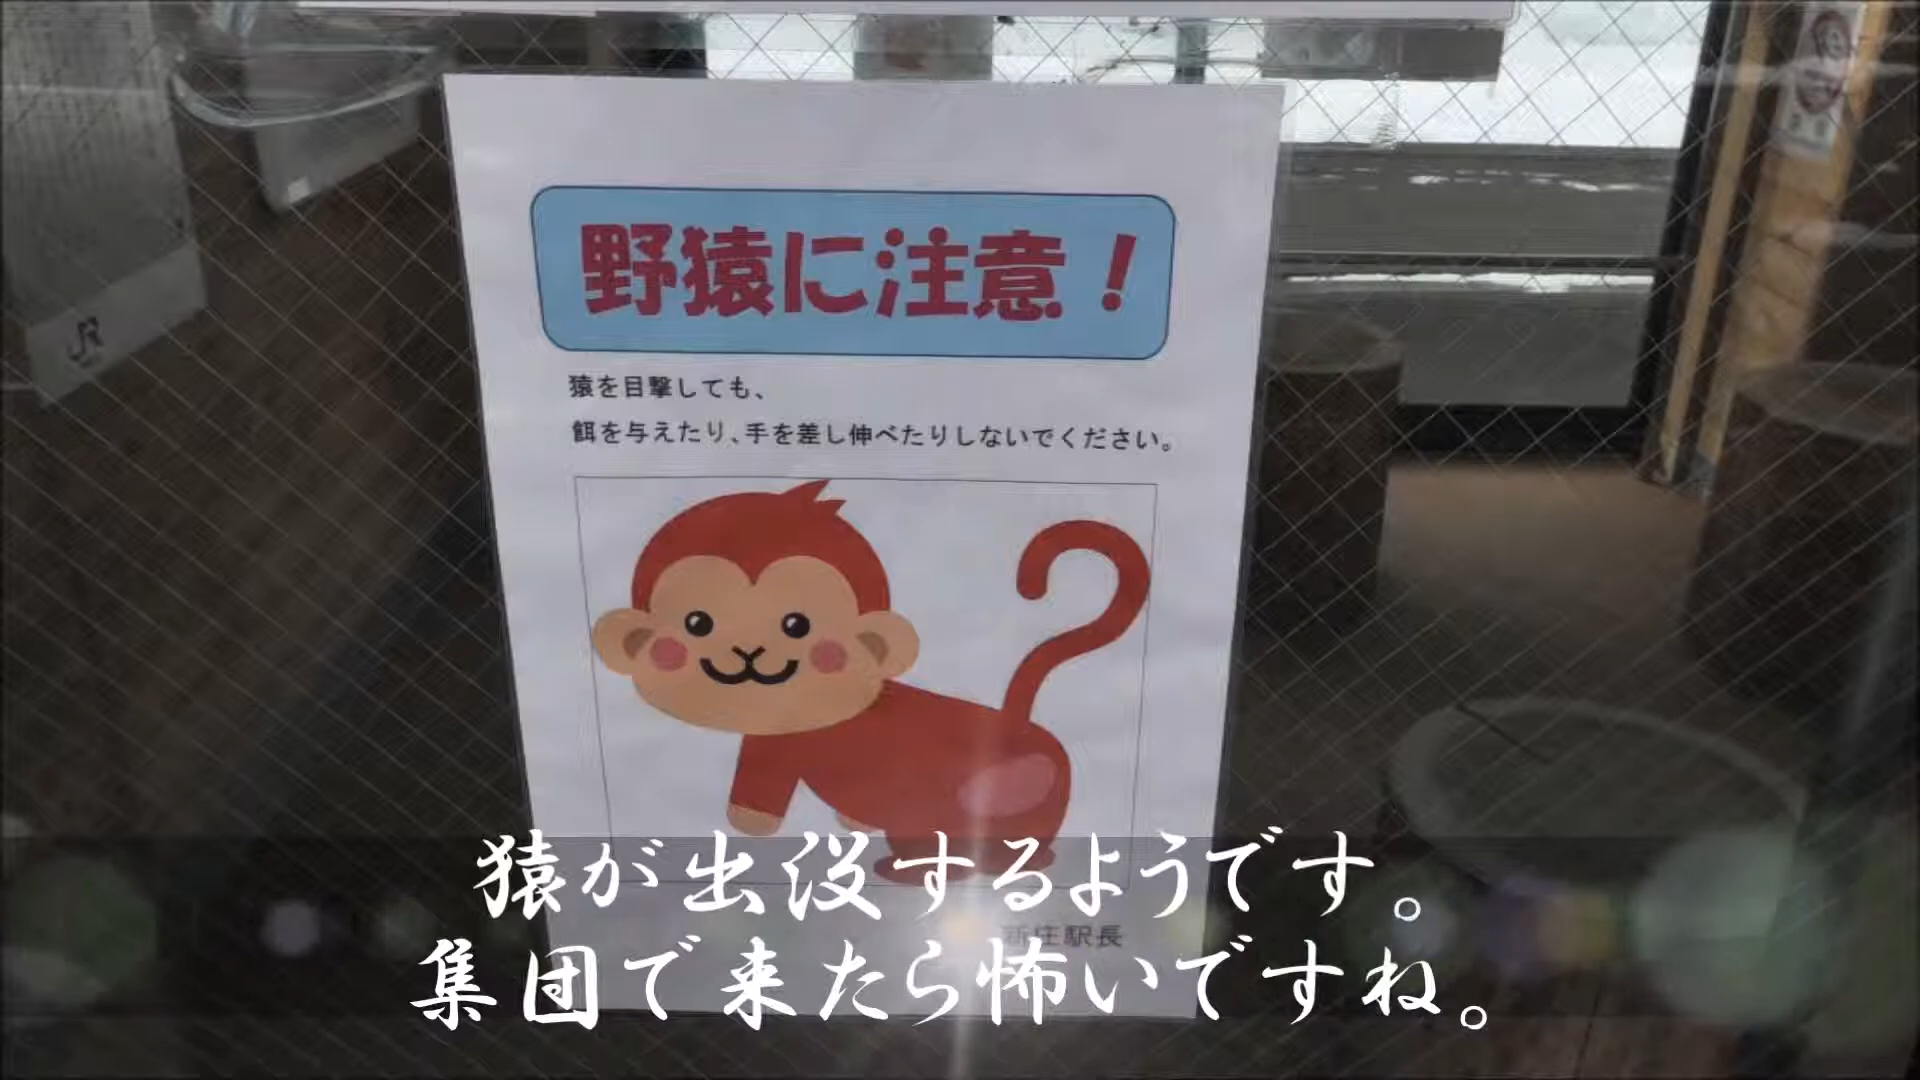 野猿に注意！
猿を目撃しても、
餌を与えたり、手を差し伸べたりしないでください。
新庄駅長
猿が出没するようです。
集団で来たら怖いですね。
JR